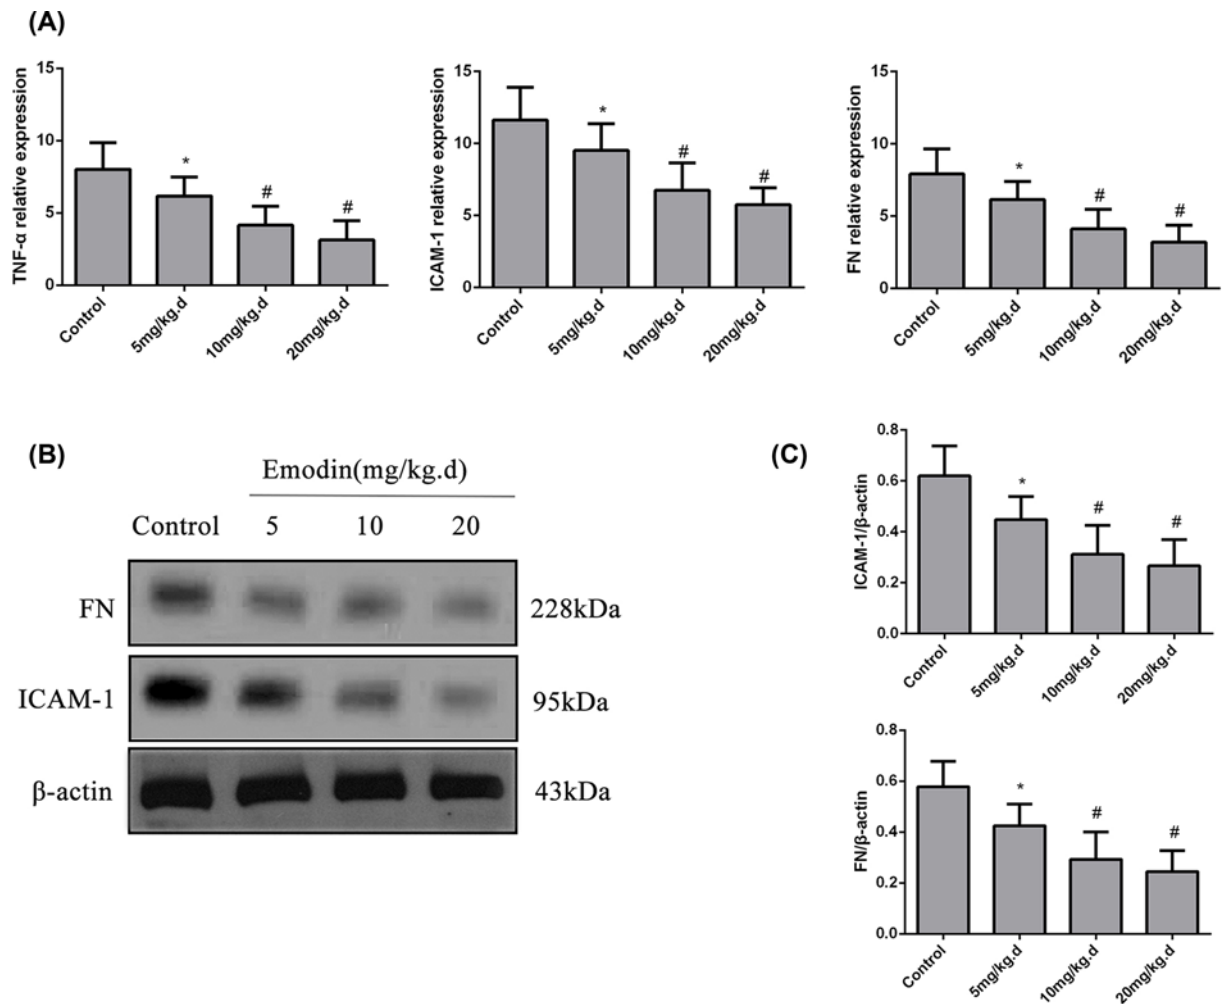 (A)
TNF-α relative expression
15
10
5
0
*
#
#
Control
5mg/kg.d
10mg/kg.d
20mg/kg.d
ICAM-1 relative expression
15
10
5
0
*
#
#
Control
5mg/kg.d
10mg/kg.d
20mg/kg.d
FN relative expression
15
10
5
0
*
#
#
Control
5mg/kg.d
10mg/kg.d
20mg/kg.d
(B)
Emodin(mg/kg.d)
Control 5 10 20
FN 228kDa
ICAM-1 95kDa
β-actin 43kDa
(C)
ICAM-1/β-actin
0.8
0.6
0.4
0.2
0.0
*
#
#
Control
5mg/kg.d
10mg/kg.d
20mg/kg.d
FN/β-actin
0.8
0.6
0.4
0.2
0.0
*
#
#
Control
5mg/kg.d
10mg/kg.d
20mg/kg.d